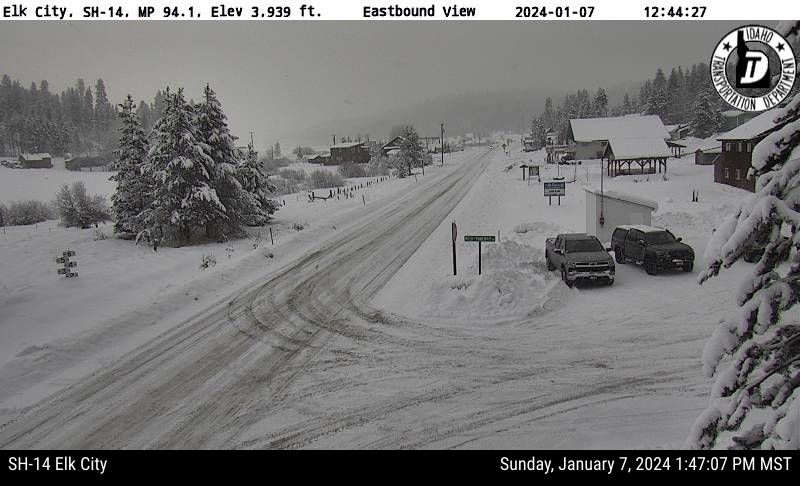 Elk City, SH-14, MP 94.1, Elev 3,939 ft. Eastbound View 2024-01-07 12:44:27
IDAHO
TRANSPORTATION DEPARTMENT
SH-14 Elk City
Sunday, January 7, 2024 1:47:07 PM MST